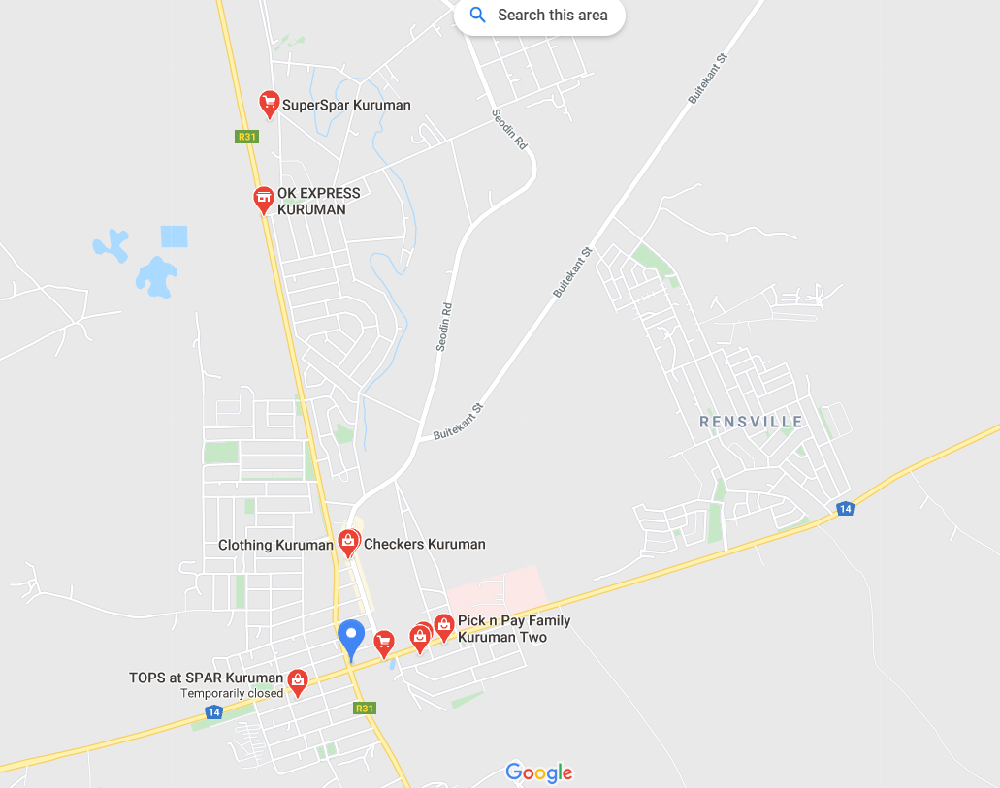 Search this area
Buitekant St
SuperSpar Kuruman
R31
Seodin Rd
OK EXPRESS
KURUMAN
Buitekant St
Seodin Rd
Buitekant St
RENSVILLE
14
Clothing Kuruman
Checkers Kuruman
Pick n Pay Family
Kuruman Two
TOPS at SPAR Kuruman
Temporarily closed
14
R31
Google